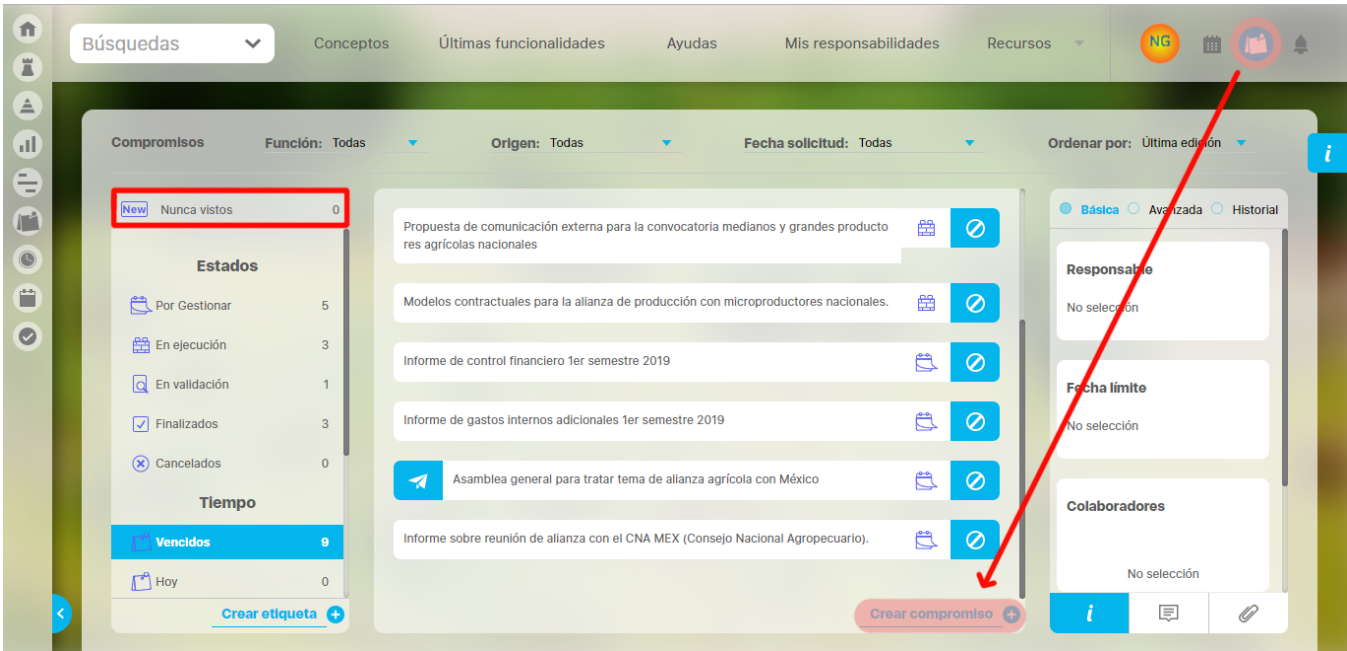 Búsquedas
Conceptos
Últimas funcionalidades
Ayudas
Mis responsabilidades
Recursos
NG
Compromisos
Función: Todas
Origen: Todas
Fecha solicitud: Todas
Ordenar por: Última edición
i
New Nunca vistos 0
Estados
Por Gestionar 5
En ejecución 3
En validación 1
Finalizados 3
Cancelados 0
Tiempo
Vencidos 9
Hoy 0
Crear etiqueta
Propuesta de comunicación externa para la convocatoria medianos y grandes producto
res agrícolas nacionales
Modelos contractuales para la alianza de producción con microproductores nacionales.
Informe de control financiero 1er semestre 2019
Informe de gastos internos adicionales 1er semestre 2019
Asamblea general para tratar tema de alianza agrícola con México
Informe sobre reunión de alianza con el CNA MEX (Consejo Nacional Agropecuario).
Crear compromiso
Básica Avanzada Historial
Responsable
No selección
Fecha límite
No selección
Colaboradores
No selección
i